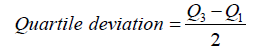 Quartile deviation = (Q₃ − Q₁) / 2